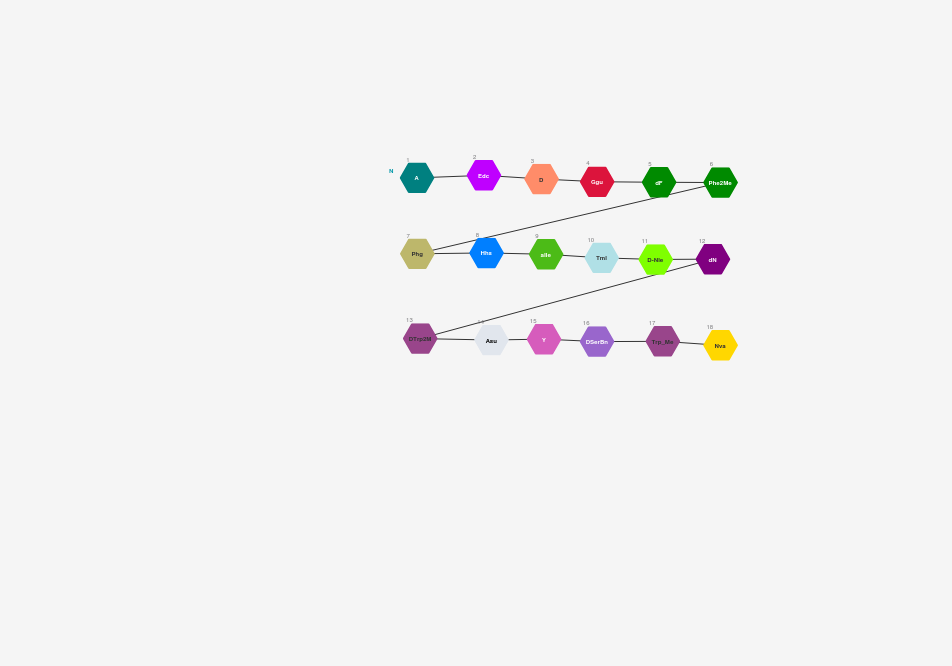 1 2 3 4 5 6
N A Edc D Ggu dF Phe2Me
7 8 9 10 11 12
Phg Hhs aIle Tml D-Nle dN
13 14 15 16 17 18
DTrp2M Asu T DSerBn Trp_Me Nva